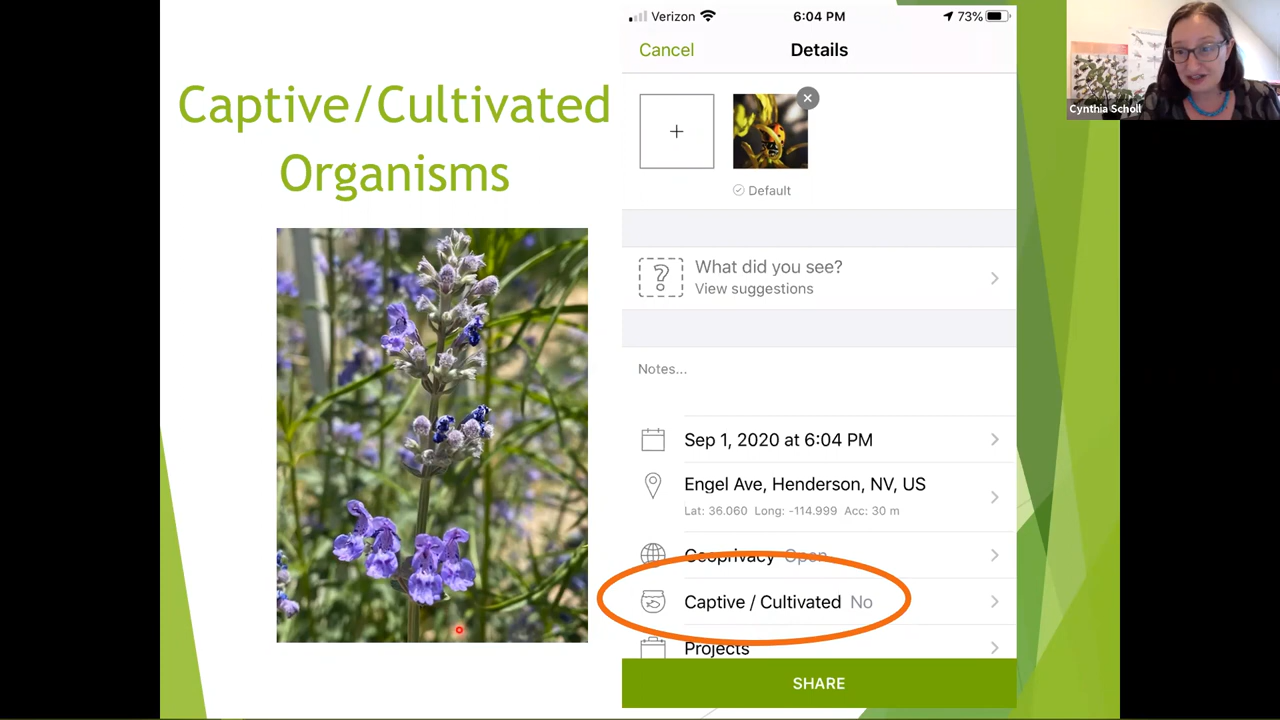 Captive/Cultivated
Organisms
Verizon
6:04 PM
73%
Cancel
Details
Default
What did you see?
View suggestions
Notes...
Sep 1, 2020 at 6:04 PM
Engel Ave, Henderson, NV, US
Lat: 36.060 Long: -114.999 Acc: 30 m
Geoprivacy Open
Captive / Cultivated No
Projects
SHARE
Cynthia Scholl